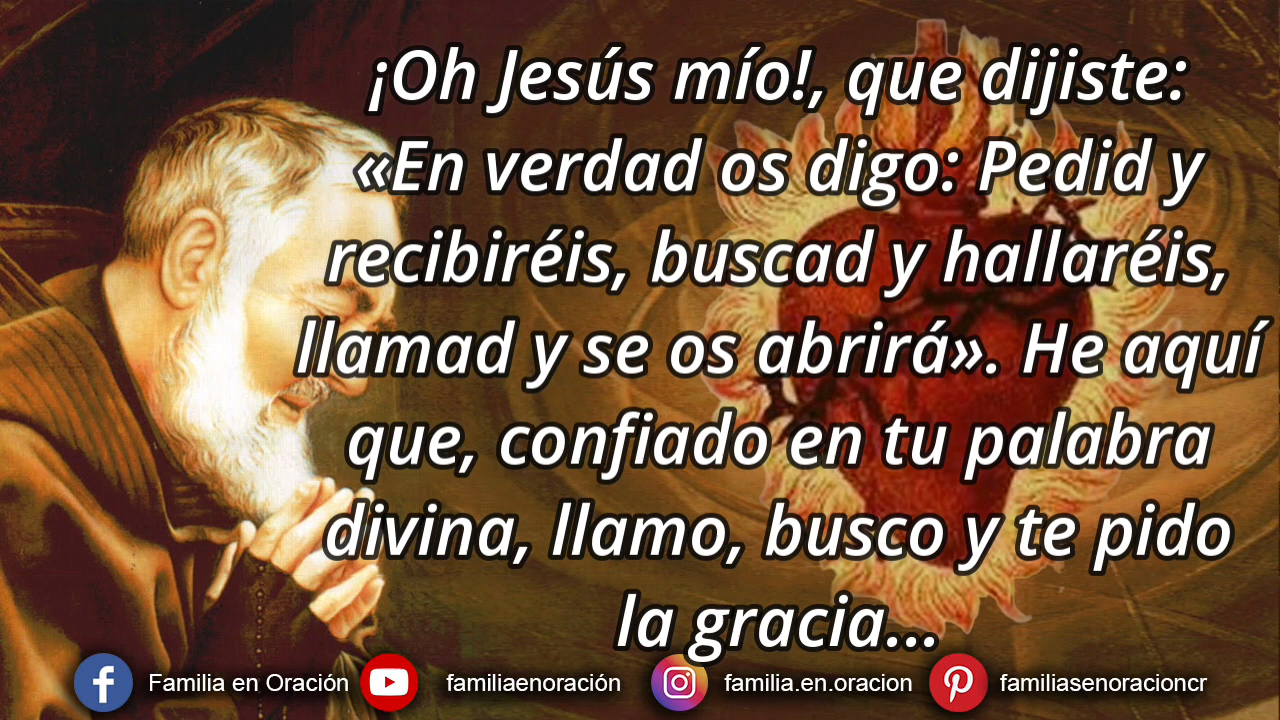 ¡Oh Jesús mío!, que dijiste:
«En verdad os digo: Pedid y
recibiréis, buscad y hallaréis,
llamad y se os abrirá». He aquí
que, confiado en tu palabra
divina, llamo, busco y te pido
la gracia...
Familia en Oración familiaenoración familia.en.oracion familiasenoracioncr